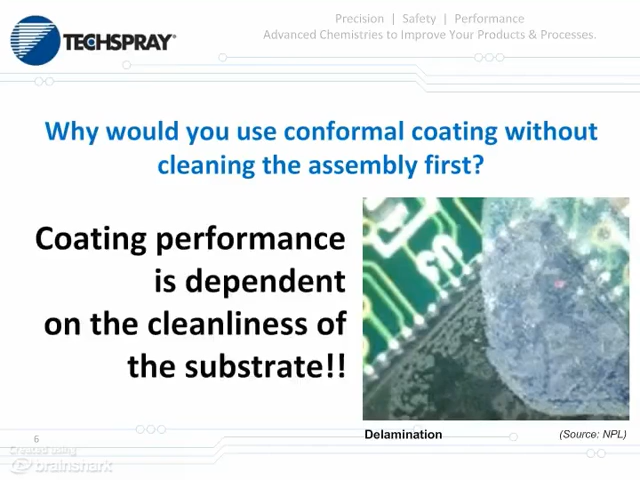 TECHSPRAY
Precision | Safety | Performance
Advanced Chemistries to Improve Your Products & Processes.
Why would you use conformal coating without
cleaning the assembly first?
Coating performance
is dependent
on the cleanliness of
the substrate!!
Delamination
(Source: NPL)
6
Created using
brainshark